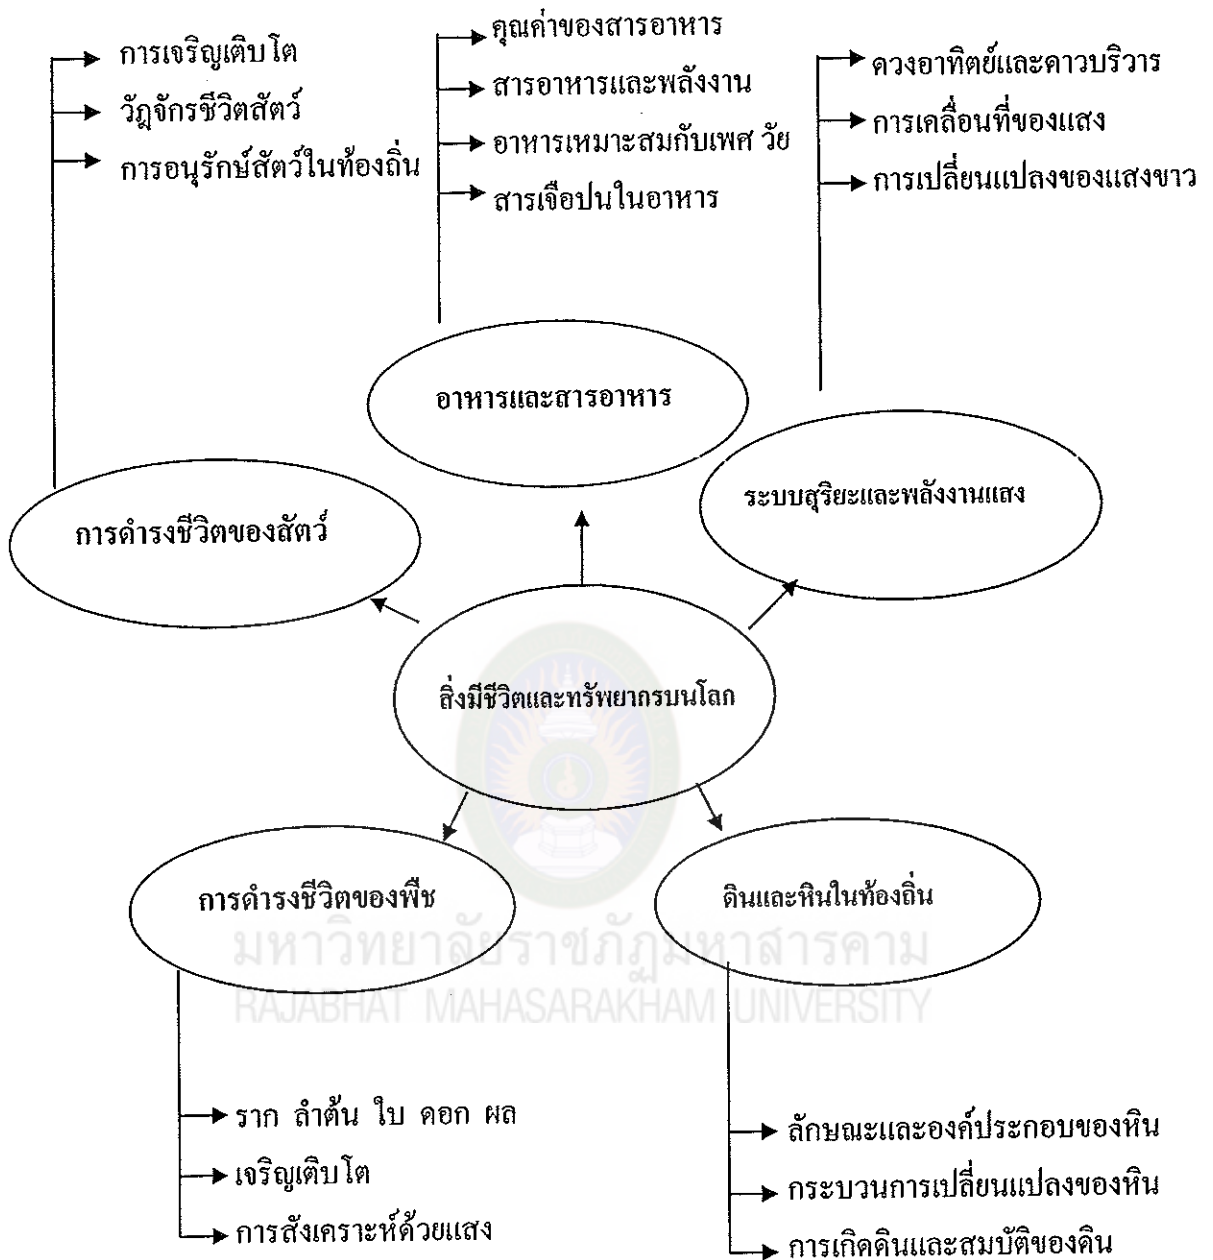 การเจริญเติบโต
วัฎจักรชีวิตสัตว์
การอนุรักษ์สัตว์ในท้องถิ่น
คุณค่าของสารอาหาร
สารอาหารและพลังงาน
อาหารเหมาะสมกับเพศ วัย
สารเจือปนในอาหาร
ดวงอาทิตย์และดาวบริวาร
การเคลื่อนที่ของแสง
การเปลี่ยนแปลงของแสงขาว
อาหารและสารอาหาร
ระบบสุริยะและพลังงานแสง
การดำรงชีวิตของสัตว์
สิ่งมีชีวิตและทรัพยากรบนโลก
การดำรงชีวิตของพืช
ดินและหินในท้องถิ่น
มหาวิทยาลัยราชภัฏมหาสารคาม
RAJABHAT MAHASARAKHAM UNIVERSITY
ราก ลำต้น ใบ ดอก ผล
เจริญเติบโต
การสังเคราะห์ด้วยแสง
ลักษณะและองค์ประกอบของหิน
กระบวนการเปลี่ยนแปลงของหิน
การเกิดดินและสมบัติของดิน